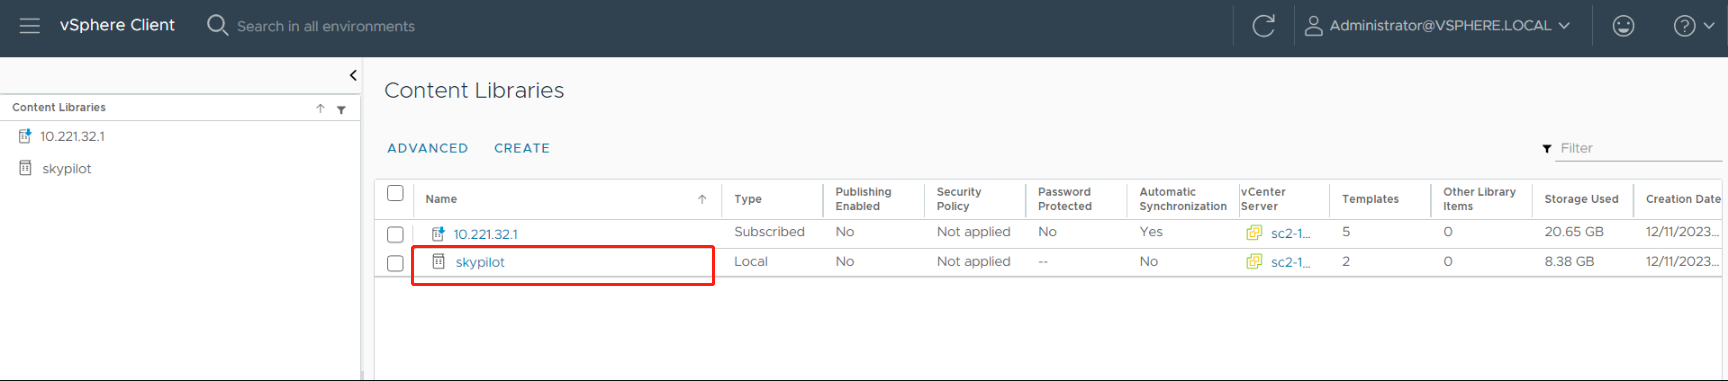 vSphere Client
Search in all environments
Administrator@VSPHERE.LOCAL
Content Libraries
10.221.32.1
skypilot
Content Libraries
ADVANCED CREATE
Filter
Name Type Publishing Enabled Security Policy Password Protected Automatic Synchronization vCenter Server Templates Other Library Items Storage Used Creation Date
10.221.32.1 Subscribed No Not applied No Yes sc2-1... 5 0 20.65 GB 12/11/2023...
skypilot Local No Not applied -- No sc2-1... 2 0 8.38 GB 12/11/2023...